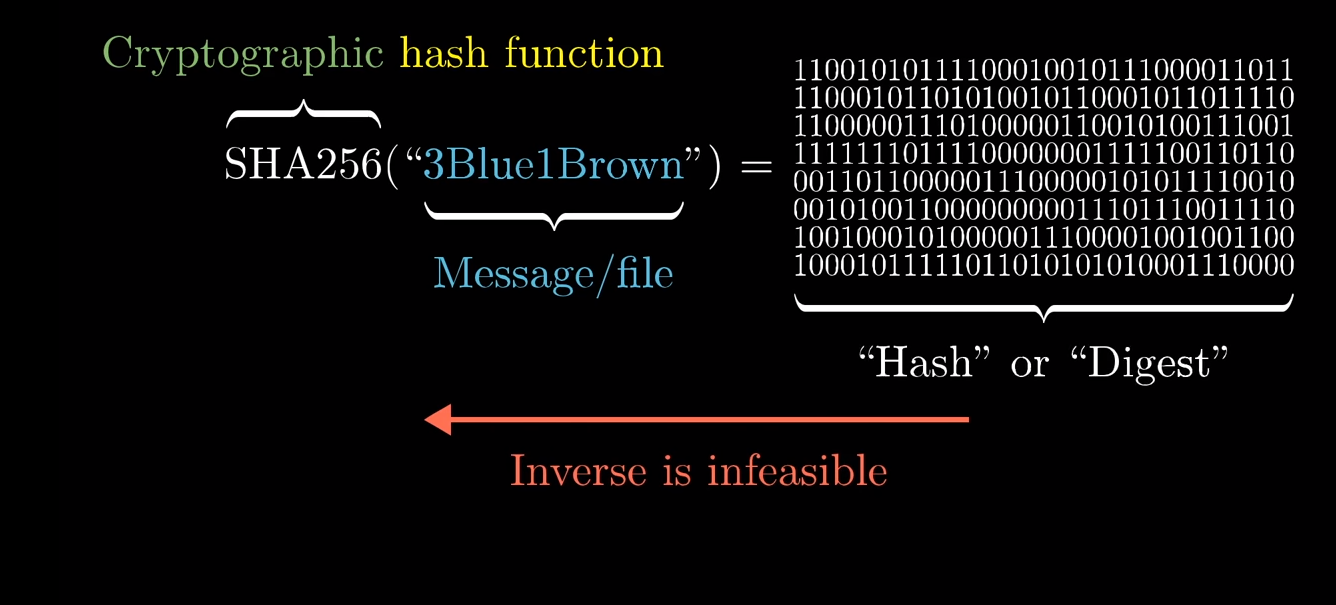 Cryptographic hash function
SHA256(“3Blue1Brown”) =
11001010111100010010111000011011
11000101101010010110001011011110
11000001110100000110010100111001
11111110111100000001111100110110
00110110000011100000101011110010
00101001100000000011101110011110
10010001010000011100001001001100
10001011111011010101010001110000
Message/file
“Hash” or “Digest”
Inverse is infeasible